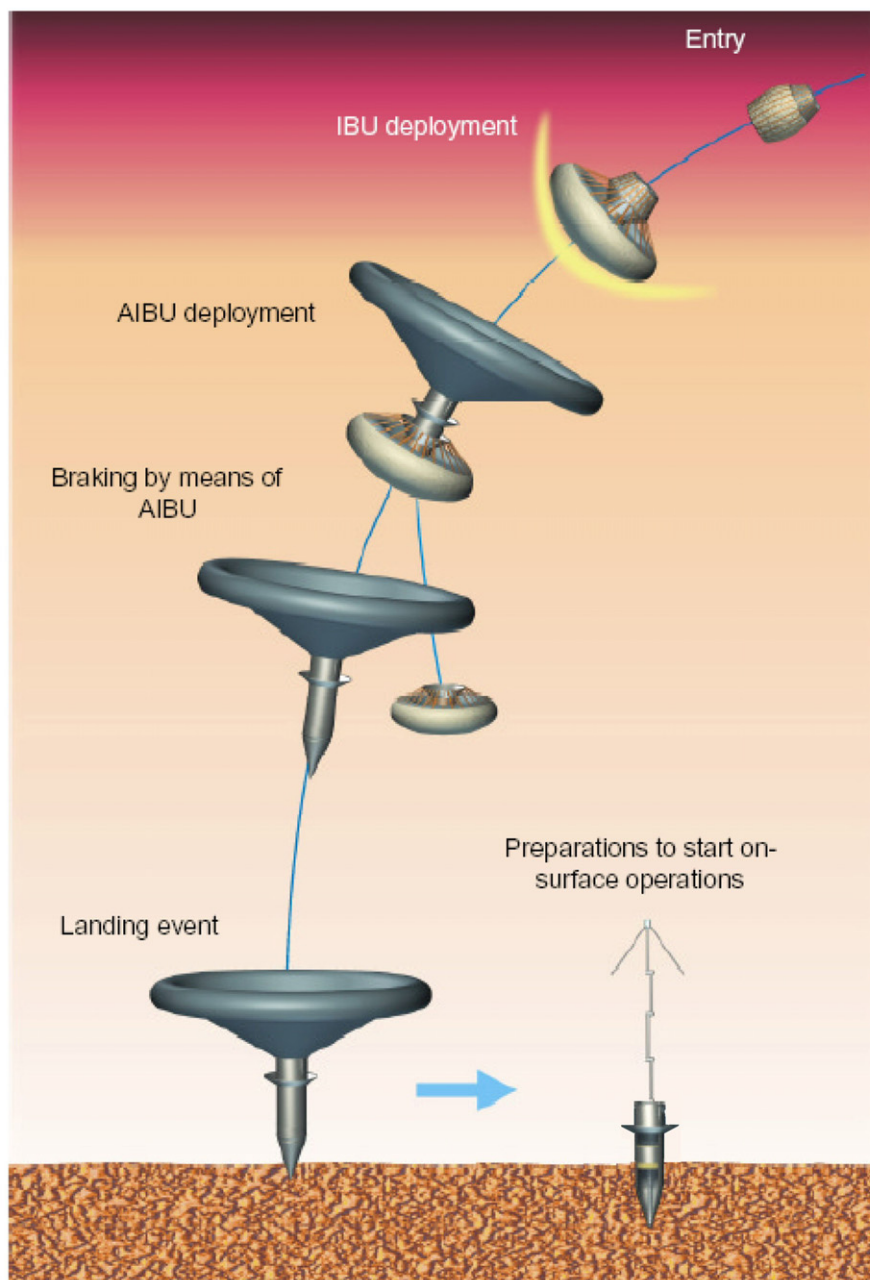 Entry
IBU deployment
AIBU deployment
Braking by means of
AIBU
Preparations to start on-
surface operations
Landing event